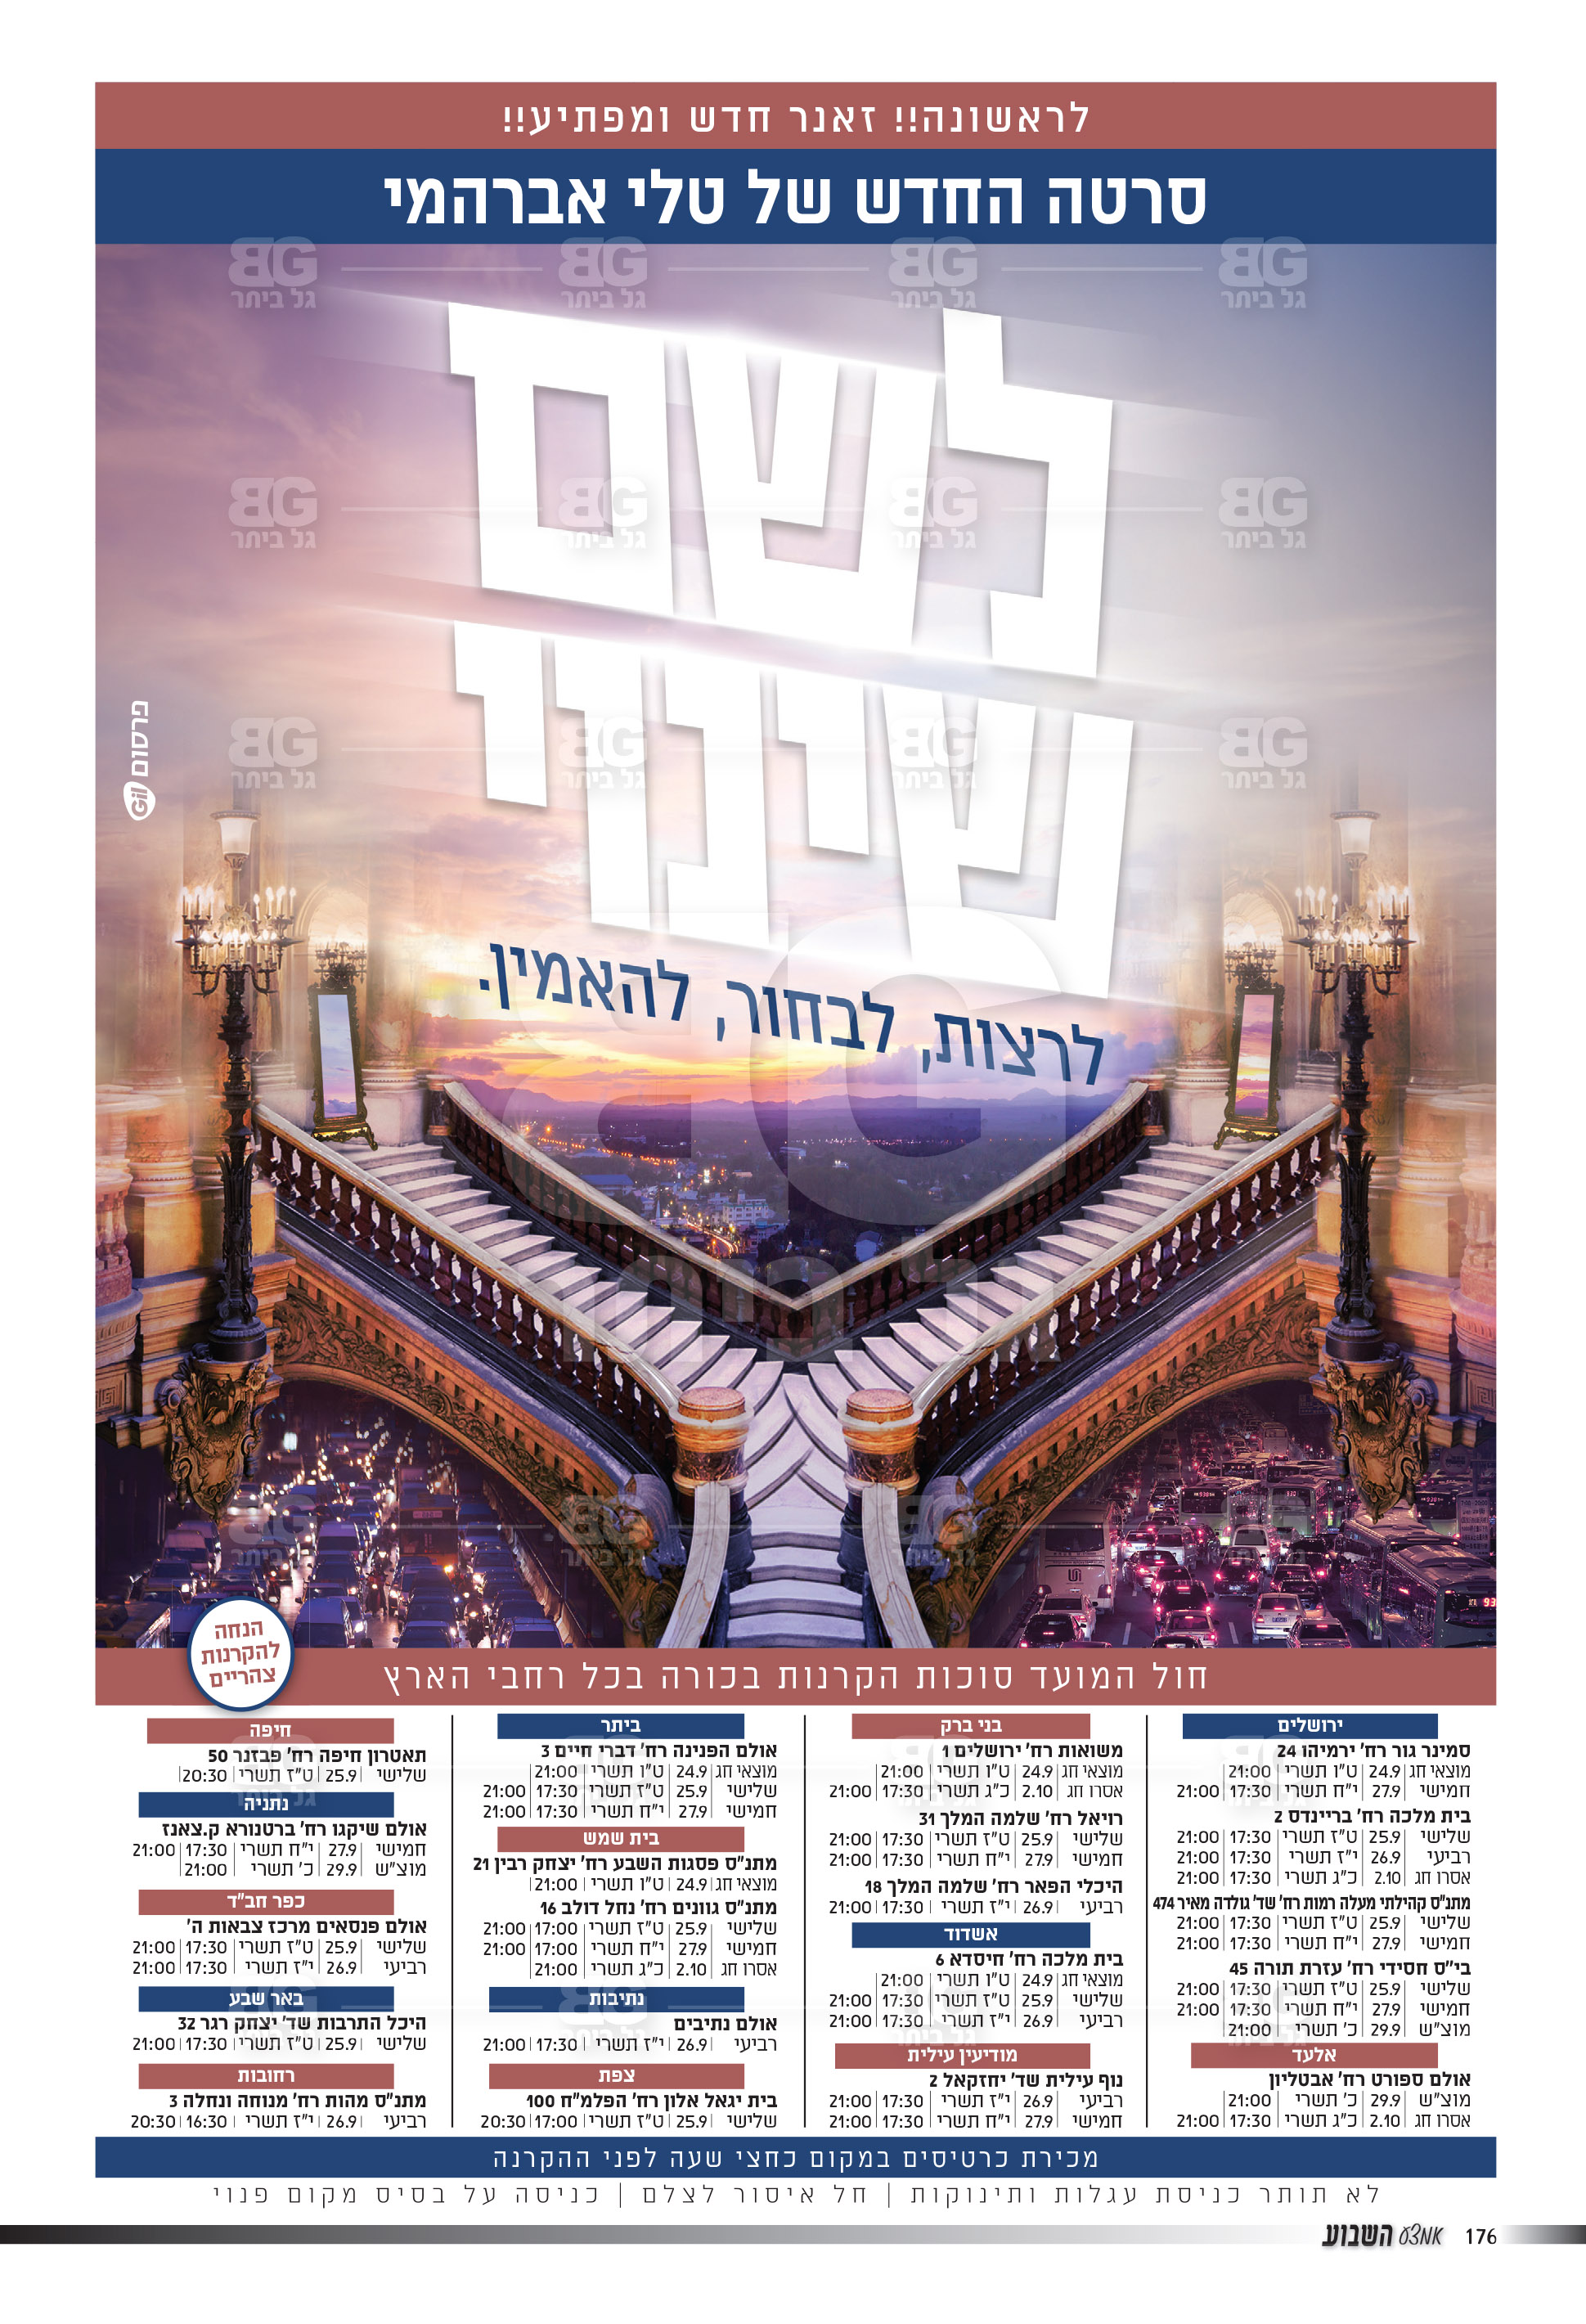 לראשונה!! זאנר חדש ומפתיע!!
סרטה החדש של טלי אברהמי
לשם
שינוי
לרצות, לבחור, להאמין.
פרסום Gil
הנחה
להקרנות
צהריים
חול המועד סוכות הקרנות בכורה בכל רחבי הארץ
ירושלים
סמינר גור רח' ירמיהו 24
מוצאי חג | 24.9 | ט"ו תשרי | 21:00
חמישי | 27.9 | י"ח תשרי | 17:30 | 21:00
בית מלכה רח' בריינדס 2
שלישי | 25.9 | ט"ז תשרי | 17:30 | 21:00
רביעי | 26.9 | י"ז תשרי | 17:30 | 21:00
אסרו חג | 2.10 | כ"ג תשרי | 17:30 | 21:00
מתנ"ס קהילתי מעלה רמות רח' שד' גולדה מאיר 474
שלישי | 25.9 | ט"ז תשרי | 17:30 | 21:00
חמישי | 27.9 | י"ח תשרי | 17:30 | 21:00
בי"ס חסידי רח' עזרת תורה 45
שלישי | 25.9 | ט"ז תשרי | 17:30 | 21:00
חמישי | 27.9 | י"ח תשרי | 17:30 | 21:00
מוצ"ש | 29.9 | כ' תשרי | 21:00
אלעד
אולם ספורט רח' אבטליון
מוצ"ש | 29.9 | כ' תשרי | 21:00
אסרו חג | 2.10 | כ"ג תשרי | 17:30 | 21:00
בני ברק
משואות רח' ירושלים 1
מוצאי חג | 24.9 | ט"ו תשרי | 21:00
אסרו חג | 2.10 | כ"ג תשרי | 17:30 | 21:00
רויאל רח' שלמה המלך 31
שלישי | 25.9 | ט"ז תשרי | 17:30 | 21:00
חמישי | 27.9 | י"ח תשרי | 17:30 | 21:00
היכלי הפאר רח' שלמה המלך 18
רביעי | 26.9 | י"ז תשרי | 17:30 | 21:00
אשדוד
בית מלכה רח' חיסדא 6
מוצאי חג | 24.9 | ט"ו תשרי | 21:00
שלישי | 25.9 | ט"ז תשרי | 17:30 | 21:00
רביעי | 26.9 | י"ז תשרי | 17:30 | 21:00
מודיעין עילית
נוף עילית שד' יחזקאל 2
רביעי | 26.9 | י"ז תשרי | 17:30 | 21:00
חמישי | 27.9 | י"ח תשרי | 17:30 | 21:00
ביתר
אולם הפנינה רח' דברי חיים 3
מוצאי חג | 24.9 | ט"ו תשרי | 21:00
שלישי | 25.9 | ט"ז תשרי | 17:30 | 21:00
חמישי | 27.9 | י"ח תשרי | 17:30 | 21:00
בית שמש
מתנ"ס פסגות השבע רח' יצחק רבין 21
מוצאי חג | 24.9 | ט"ו תשרי | 21:00
מתנ"ס גוונים רח' נחל דולב 16
שלישי | 25.9 | ט"ז תשרי | 17:00 | 21:00
חמישי | 27.9 | י"ח תשרי | 17:00 | 21:00
אסרו חג | 2.10 | כ"ג תשרי | 21:00
נתיבות
אולם נתיבים
רביעי | 26.9 | י"ז תשרי | 17:30 | 21:00
צפת
בית יגאל אלון רח' הפלמ"ח 100
שלישי | 25.9 | ט"ז תשרי | 17:00 | 20:30
חיפה
תאטרון חיפה רח' פבזנר 50
שלישי | 25.9 | ט"ז תשרי | 20:30
נתניה
אולם שיקגו רח' ברטנורא ק.צאנז
חמישי | 27.9 | י"ח תשרי | 17:30 | 21:00
מוצ"ש | 29.9 | כ' תשרי | 21:00
כפר חב"ד
אולם פנסאים מרכז צבאות ה'
שלישי | 25.9 | ט"ז תשרי | 17:30 | 21:00
רביעי | 26.9 | י"ז תשרי | 17:30 | 21:00
באר שבע
היכל התרבות שד' יצחק רגר 32
שלישי | 25.9 | ט"ז תשרי | 17:30 | 21:00
רחובות
מתנ"ס מהות רח' מנוחה ונחלה 3
רביעי | 26.9 | י"ז תשרי | 16:30 | 20:30
מכירת כרטיסים במקום כחצי שעה לפני ההקרנה
לא תותר כניסת עגלות ותינוקות | חל איסור לצלם | כניסה על בסיס מקום פנוי
176 אמצע השבוע
BG
גל ביתר